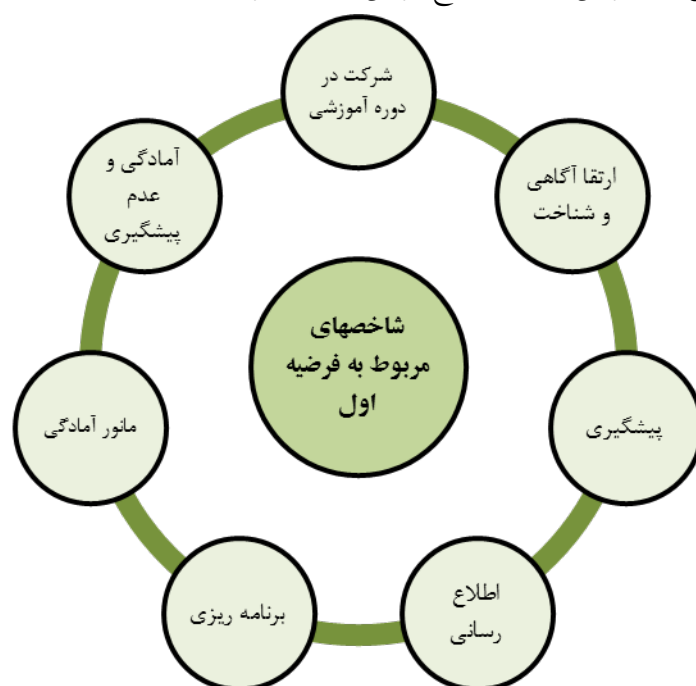 شرکت در
دوره آموزشی
ارتقا آگاهی
و شناخت
پیشگیری
اطلاع
رسانی
برنامه ریزی
مانور آمادگی
آمادگی و
عدم
پیشگیری
شاخصهای
مربوط به فرضیه
اول